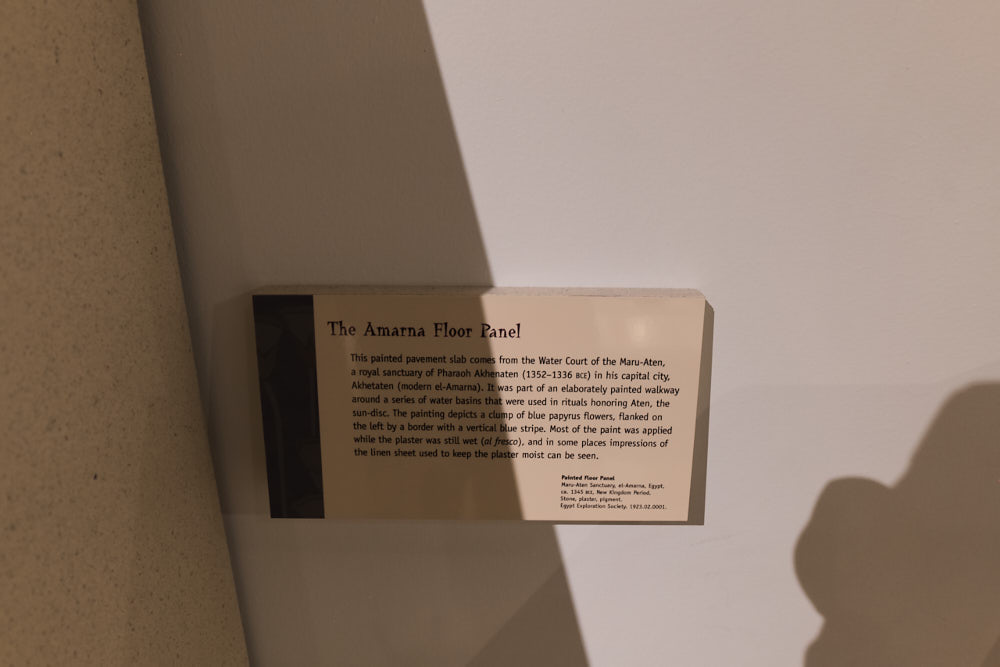 The Amarna Floor Panel
This painted pavement slab comes from the Water Court of the Maru-Aten,
a royal sanctuary of Pharaoh Akhenaten (1352–1336 BCE) in his capital city,
Akhetaten (modern el-Amarna). It was part of an elaborately painted walkway
around a series of water basins that were used in rituals honoring Aten, the
sun-disc. The painting depicts a clump of blue papyrus flowers, flanked on
the left by a border with a vertical blue stripe. Most of the paint was applied
while the plaster was still wet (al fresco), and in some places impressions of
the linen sheet used to keep the plaster moist can be seen.
Painted Floor Panel
Maru-Aten Sanctuary, el-Amarna, Egypt,
ca. 1345 BCE, New Kingdom Period.
Stone, plaster, pigment.
Egypt Exploration Society. 1923.02.0001.